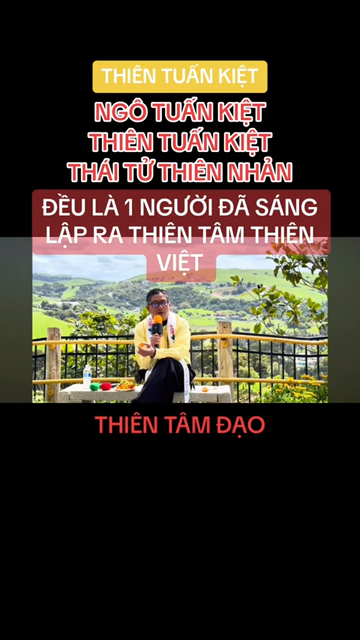 THIÊN TUẤN KIỆT
NGÔ TUẤN KIỆT
THIÊN TUẤN KIỆT
THÁI TỬ THIÊN NHẢN
ĐỀU LÀ 1 NGƯỜI ĐÃ SÁNG
LẬP RA THIÊN TÂM THIỀN
VIỆT
THIÊN TÂM ĐẠO